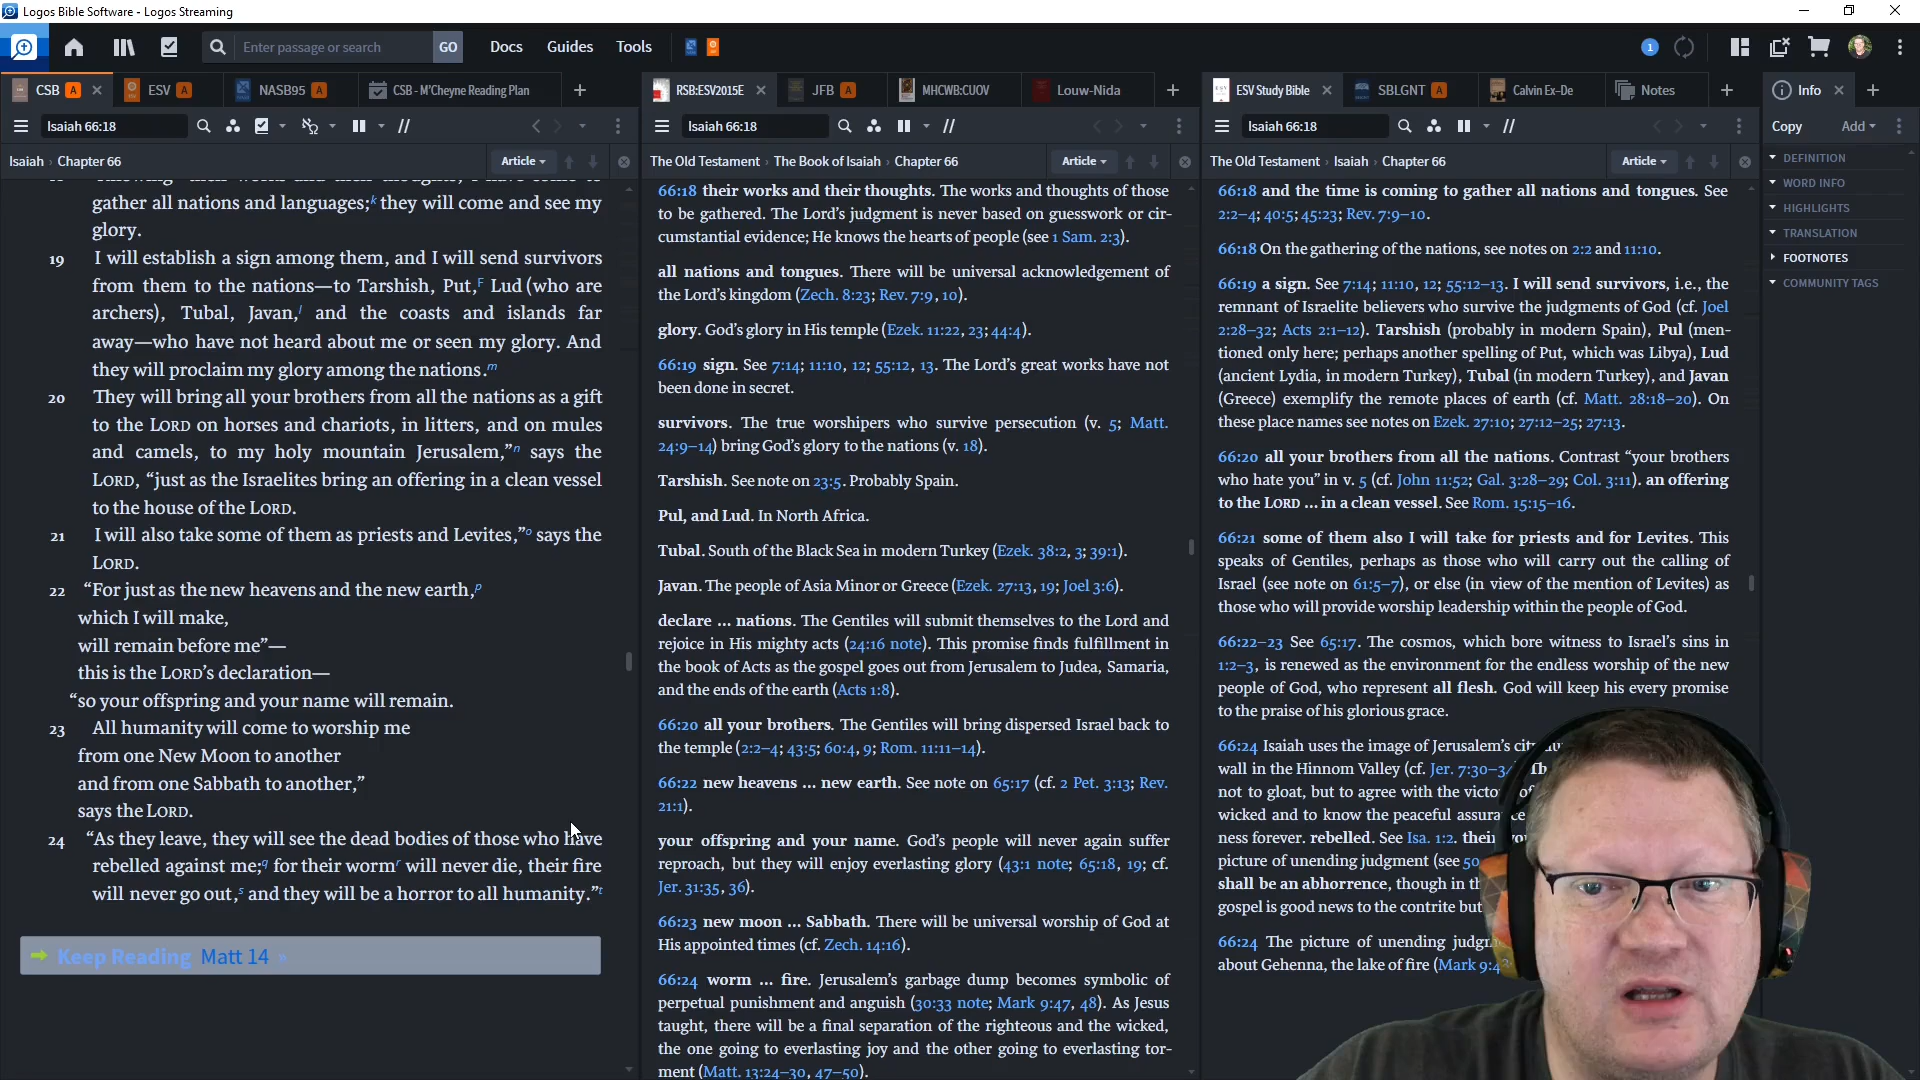 Logos Bible Software - Logos Streaming
Enter passage or search
GO
Docs
Guides
Tools
1
CSB A
ESV A
NASB95 A
CSB - M'Cheyne Reading Plan
RSB:ESV2015E
JFB A
MHCWB:CUOV
Louw-Nida
ESV Study Bible
SBLGNT A
Calvin Ex-De
Notes
Info
Isaiah 66:18
Isaiah 66:18
Isaiah 66:18
Copy
Add
Isaiah › Chapter 66
Article
The Old Testament › The Book of Isaiah › Chapter 66
Article
The Old Testament › Isaiah › Chapter 66
Article
gather all nations and languages;k they will come and see my
glory.
19 I will establish a sign among them, and I will send survivors
from them to the nations—to Tarshish, Put,F Lud (who are
archers), Tubal, Javan,l and the coasts and islands far
away—who have not heard about me or seen my glory. And
they will proclaim my glory among the nations.m
20 They will bring all your brothers from all the nations as a gift
to the LORD on horses and chariots, in litters, and on mules
and camels, to my holy mountain Jerusalem,”n says the
LORD, “just as the Israelites bring an offering in a clean vessel
to the house of the LORD.
21 I will also take some of them as priests and Levites,”o says the
LORD.
22 “For just as the new heavens and the new earth,p
which I will make,
will remain before me”—
this is the LORD’s declaration—
“so your offspring and your name will remain.
23 All humanity will come to worship me
from one New Moon to another
and from one Sabbath to another,”
says the LORD.
24 “As they leave, they will see the dead bodies of those who have
rebelled against me;q for their wormr will never die, their fire
will never go out,s and they will be a horror to all humanity.”t
Keep Reading Matt 14 »
66:18 their works and their thoughts. The works and thoughts of those
to be gathered. The Lord’s judgment is never based on guesswork or cir-
cumstantial evidence; He knows the hearts of people (see 1 Sam. 2:3).
all nations and tongues. There will be universal acknowledgement of
the Lord’s kingdom (Zech. 8:23; Rev. 7:9, 10).
glory. God’s glory in His temple (Ezek. 11:22, 23; 44:4).
66:19 sign. See 7:14; 11:10, 12; 55:12, 13. The Lord’s great works have not
been done in secret.
survivors. The true worshipers who survive persecution (v. 5; Matt.
24:9–14) bring God’s glory to the nations (v. 18).
Tarshish. See note on 23:5. Probably Spain.
Pul, and Lud. In North Africa.
Tubal. South of the Black Sea in modern Turkey (Ezek. 38:2, 3; 39:1).
Javan. The people of Asia Minor or Greece (Ezek. 27:13, 19; Joel 3:6).
declare ... nations. The Gentiles will submit themselves to the Lord and
rejoice in His mighty acts (24:16 note). This promise finds fulfillment in
the book of Acts as the gospel goes out from Jerusalem to Judea, Samaria,
and the ends of the earth (Acts 1:8).
66:20 all your brothers. The Gentiles will bring dispersed Israel back to
the temple (2:2–4; 43:5; 60:4, 9; Rom. 11:11–14).
66:22 new heavens ... new earth. See note on 65:17 (cf. 2 Pet. 3:13; Rev.
21:1).
your offspring and your name. God’s people will never again suffer
reproach, but they will enjoy everlasting glory (43:1 note; 65:18, 19; cf.
Jer. 31:35, 36).
66:23 new moon ... Sabbath. There will be universal worship of God at
His appointed times (cf. Zech. 14:16).
66:24 worm ... fire. Jerusalem’s garbage dump becomes symbolic of
perpetual punishment and anguish (30:33 note; Mark 9:47, 48). As Jesus
taught, there will be a final separation of the righteous and the wicked,
the one going to everlasting joy and the other going to everlasting tor-
ment (Matt. 13:24–30, 47–50).
66:18 and the time is coming to gather all nations and tongues. See
2:2–4; 40:5; 45:23; Rev. 7:9–10.
66:18 On the gathering of the nations, see notes on 2:2 and 11:10.
66:19 a sign. See 7:14; 11:10, 12; 55:12–13. I will send survivors, i.e., the
remnant of Israelite believers who survive the judgments of God (cf. Joel
2:28–32; Acts 2:1–12). Tarshish (probably in modern Spain), Pul (men-
tioned only here; perhaps another spelling of Put, which was Libya), Lud
(ancient Lydia, in modern Turkey), Tubal (in modern Turkey), and Javan
(Greece) exemplify the remote places of earth (cf. Matt. 28:18–20). On
these place names see notes on Ezek. 27:10; 27:12–25; 27:13.
66:20 all your brothers from all the nations. Contrast “your brothers
who hate you” in v. 5 (cf. John 11:52; Gal. 3:28–29; Col. 3:11). an offering
to the LORD ... in a clean vessel. See Rom. 15:15–16.
66:21 some of them also I will take for priests and for Levites. This
speaks of Gentiles, perhaps as those who will carry out the calling of
Israel (see note on 61:5–7), or else (in view of the mention of Levites) as
those who will provide worship leadership within the people of God.
66:22–23 See 65:17. The cosmos, which bore witness to Israel’s sins in
1:2–3, is renewed as the environment for the endless worship of the new
people of God, who represent all flesh. God will keep his every promise
to the praise of his glorious grace.
66:24 Isaiah uses the image of Jerusalem’s city
wall in the Hinnom Valley (cf. Jer. 7:30–3
not to gloat, but to agree with the
wicked and to know the peaceful
ness forever. rebelled. See Isa. 1:2.
picture of unending judgment (see
shall be an abhorrence, though in
gospel is good news to the contrite but
66:24 The picture of unending
about Gehenna, the lake of fire (Mark
DEFINITION
WORD INFO
HIGHLIGHTS
TRANSLATION
FOOTNOTES
COMMUNITY TAGS